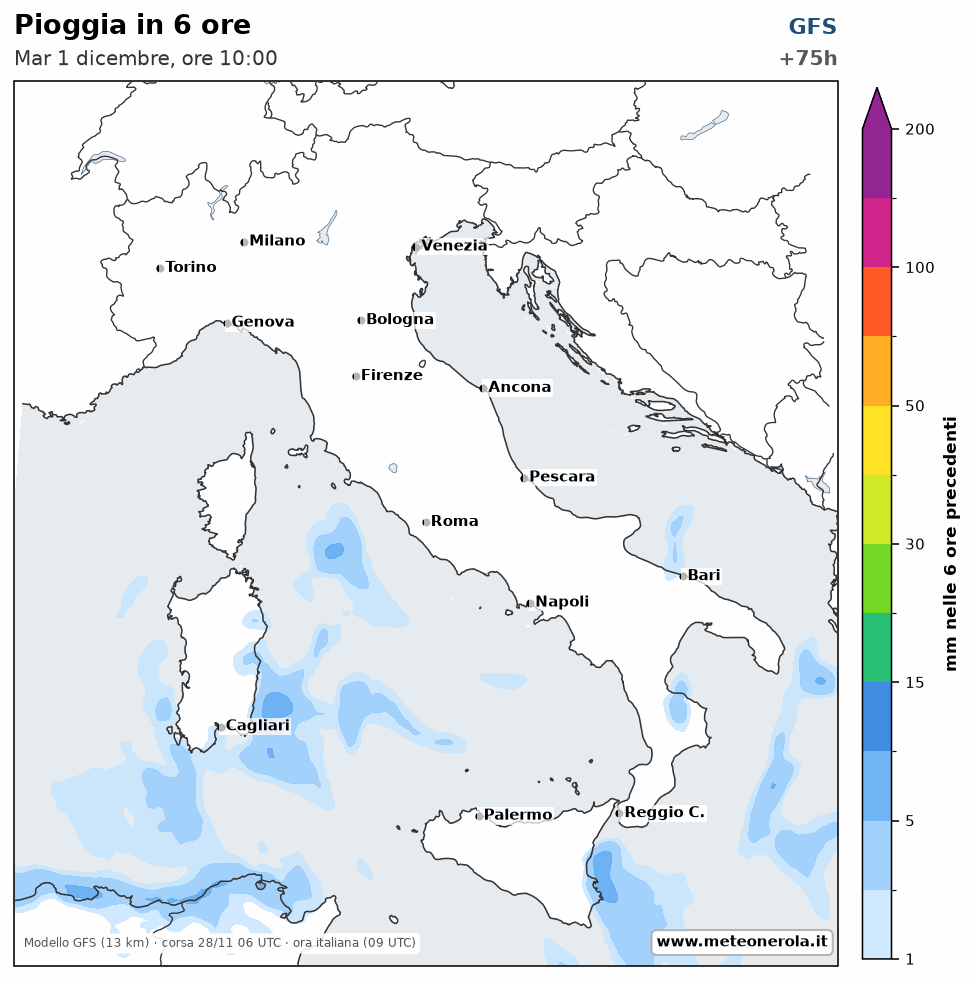 Pioggia in 6 ore
GFS
Mar 1 dicembre, ore 10:00
+75h
200
100
50
30
15
5
1
mm nelle 6 ore precedenti
Milano
Venezia
Torino
Genova
Bologna
Firenze
Ancona
Pescara
Roma
Bari
Napoli
Cagliari
Palermo
Reggio C.
Modello GFS (13 km) · corsa 28/11 06 UTC · ora italiana (09 UTC)
www.meteonerola.it